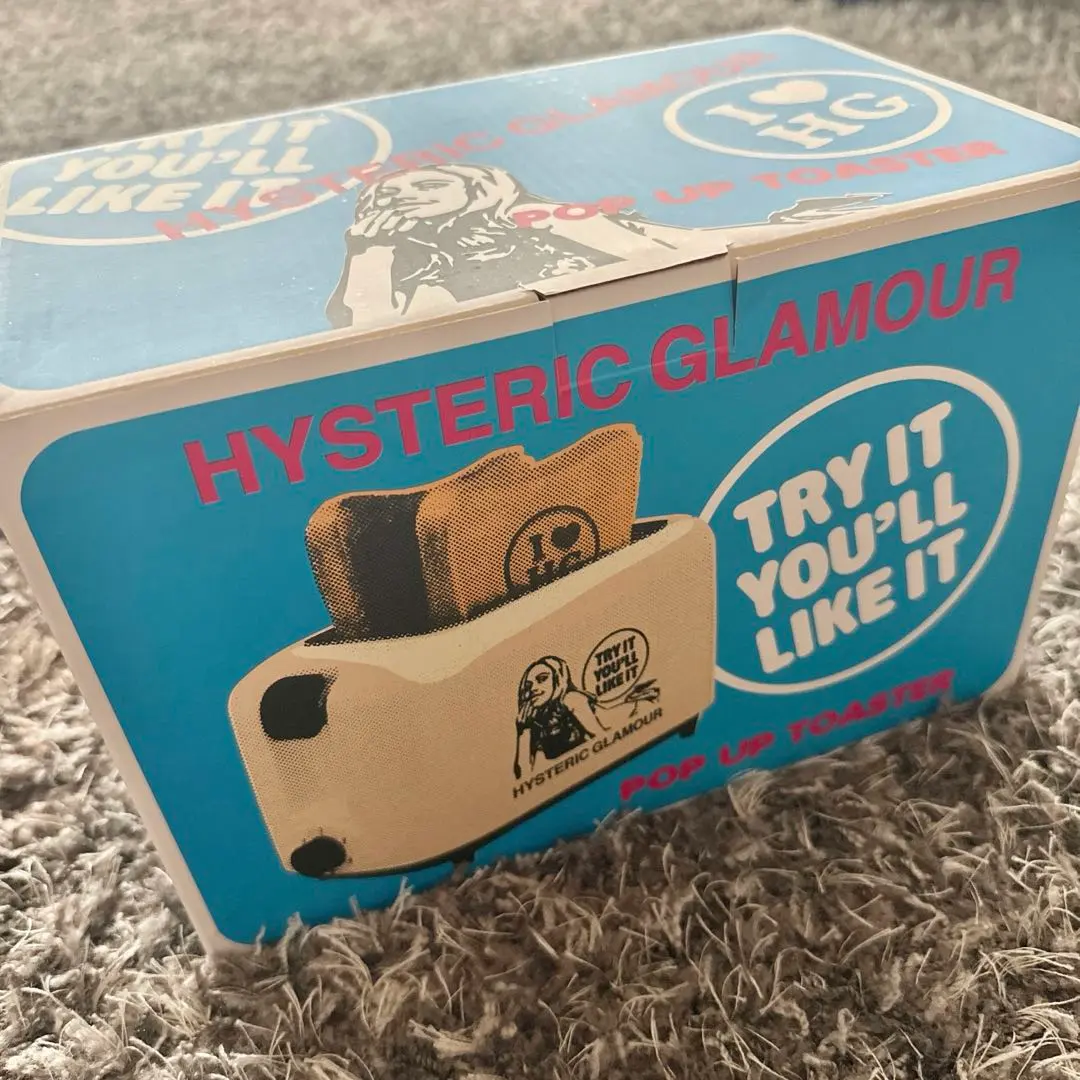 TRY IT
YOU'LL
LIKE IT
HYSTERIC GLAMOUR
I ♥
HG
POP UP TOASTER
HYSTERIC GLAMOUR
I ♥
HG
TRY IT
YOU'LL
LIKE IT
TRY IT
YOU'LL
LIKE IT
HYSTERIC GLAMOUR
POP UP TOASTER